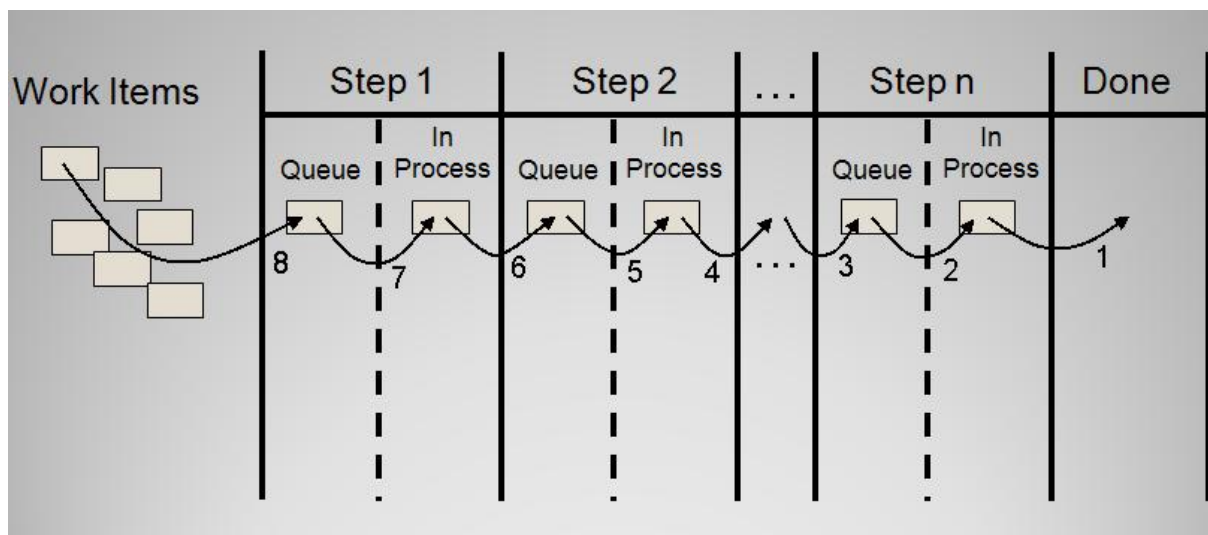 Work Items
Step 1
Step 2
...
Step n
Done
Queue
In
Process
Queue
In
Process
Queue
In
Process
8
7
6
5
4
...
3
2
1